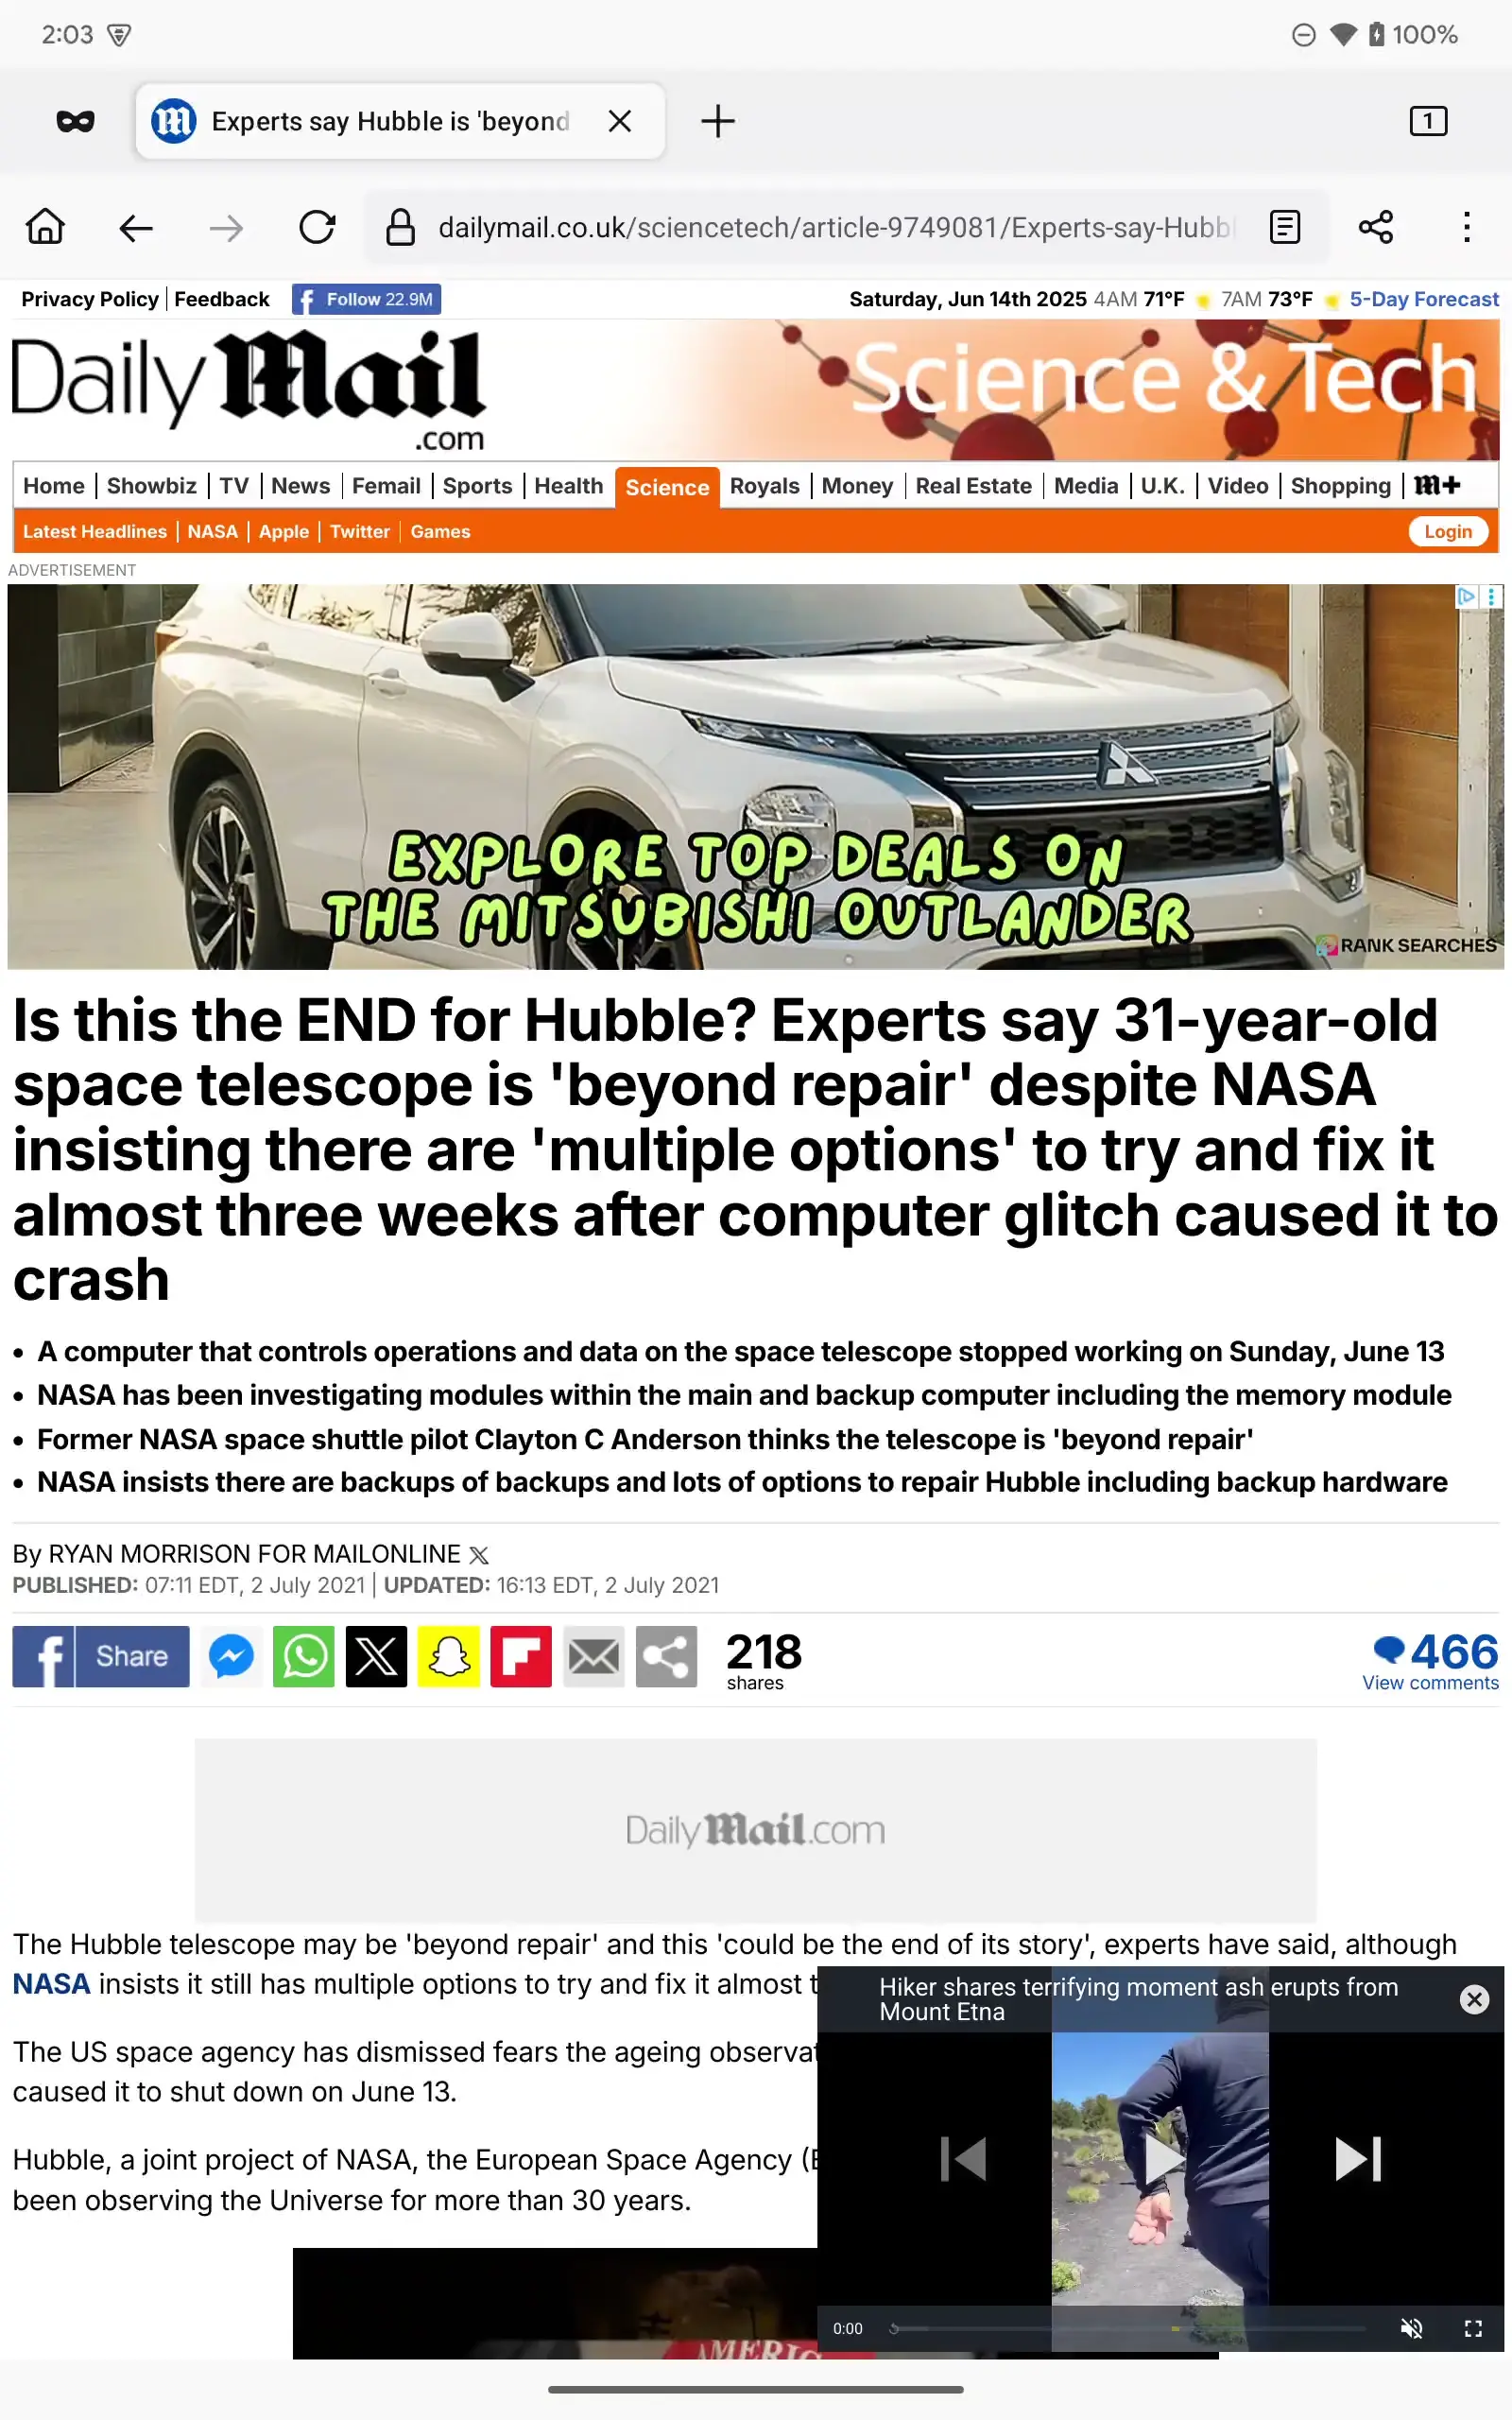 2:03
100%
Experts say Hubble is 'beyond
1
dailymail.co.uk/sciencetech/article-9749081/Experts-say-Hubbl
Privacy Policy | Feedback
Follow 22.9M
Saturday, Jun 14th 2025 4AM 71°F 7AM 73°F 5-Day Forecast
Daily Mail
.com
Science & Tech
Home | Showbiz | TV | News | Femail | Sports | Health | Science | Royals | Money | Real Estate | Media | U.K. | Video | Shopping | m+
Latest Headlines | NASA | Apple | Twitter | Games
Login
ADVERTISEMENT
EXPLORE TOP DEALS ON
THE MITSUBISHI OUTLANDER
RANK SEARCHES
Is this the END for Hubble? Experts say 31-year-old
space telescope is 'beyond repair' despite NASA
insisting there are 'multiple options' to try and fix it
almost three weeks after computer glitch caused it to
crash
• A computer that controls operations and data on the space telescope stopped working on Sunday, June 13
• NASA has been investigating modules within the main and backup computer including the memory module
• Former NASA space shuttle pilot Clayton C Anderson thinks the telescope is 'beyond repair'
• NASA insists there are backups of backups and lots of options to repair Hubble including backup hardware
By RYAN MORRISON FOR MAILONLINE
PUBLISHED: 07:11 EDT, 2 July 2021 | UPDATED: 16:13 EDT, 2 July 2021
Share
218
shares
466
View comments
Daily Mail.com
The Hubble telescope may be 'beyond repair' and this 'could be the end of its story', experts have said, although
NASA insists it still has multiple options to try and fix it almost t
The US space agency has dismissed fears the ageing observat
caused it to shut down on June 13.
Hubble, a joint project of NASA, the European Space Agency (E
been observing the Universe for more than 30 years.
Hiker shares terrifying moment ash erupts from
Mount Etna
0:00
AMERIC